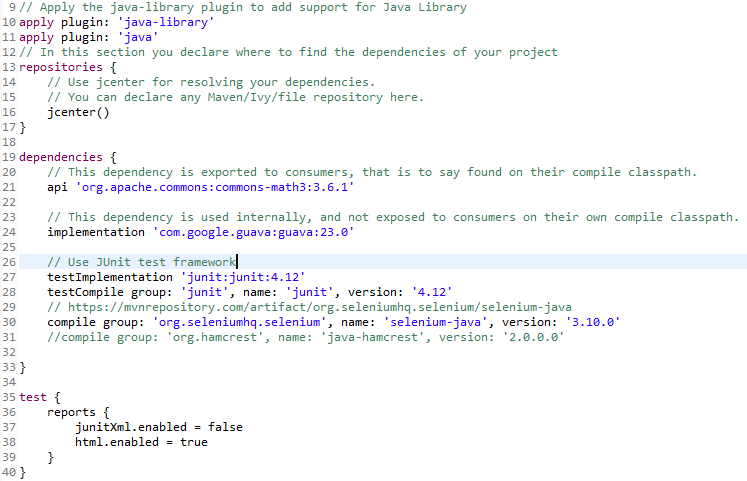 9 // Apply the java-library plugin to add support for Java Library
10 apply plugin: 'java-library'
11 apply plugin: 'java'
12 // In this section you declare where to find the dependencies of your project
13 repositories {
14     // Use jcenter for resolving your dependencies.
15     // You can declare any Maven/Ivy/file repository here.
16     jcenter()
17 }
18
19 dependencies {
20     // This dependency is exported to consumers, that is to say found on their compile classpath.
21     api 'org.apache.commons:commons-math3:3.6.1'
22
23     // This dependency is used internally, and not exposed to consumers on their own compile classpath.
24     implementation 'com.google.guava:guava:23.0'
25
26     // Use JUnit test framework
27     testImplementation 'junit:junit:4.12'
28     testCompile group: 'junit', name: 'junit', version: '4.12'
29     // https://mvnrepository.com/artifact/org.seleniumhq.selenium/selenium-java
30     compile group: 'org.seleniumhq.selenium', name: 'selenium-java', version: '3.10.0'
31     //compile group: 'org.hamcrest', name: 'java-hamcrest', version: '2.0.0.0'
32
33 }
34
35 test {
36     reports {
37         junitXml.enabled = false
38         html.enabled = true
39     }
40 }